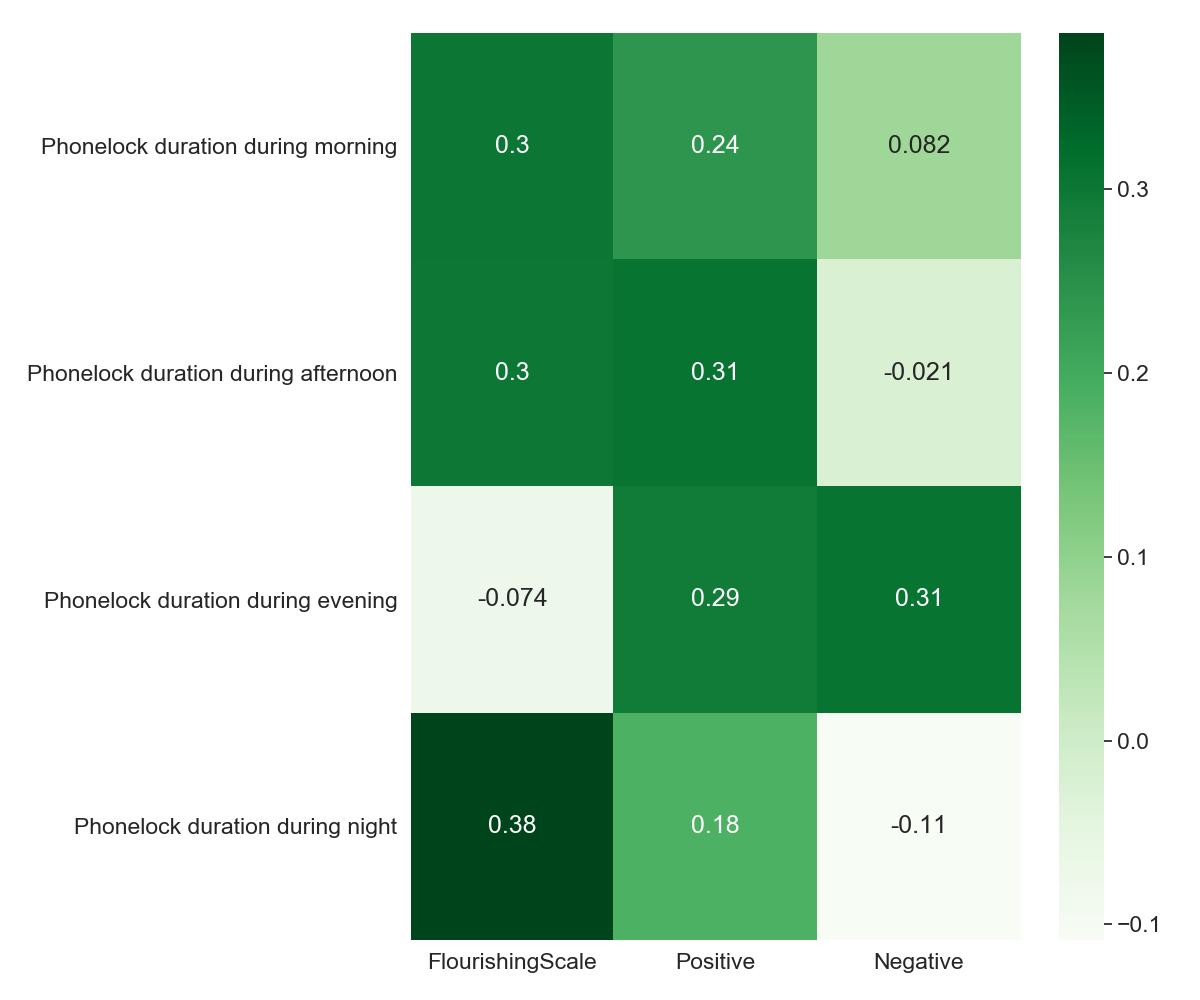 Phonelock duration during morning 0.3 0.24 0.082
Phonelock duration during afternoon 0.3 0.31 -0.021
Phonelock duration during evening -0.074 0.29 0.31
Phonelock duration during night 0.38 0.18 -0.11
FlourishingScale Positive Negative
0.3
0.2
0.1
0.0
−0.1